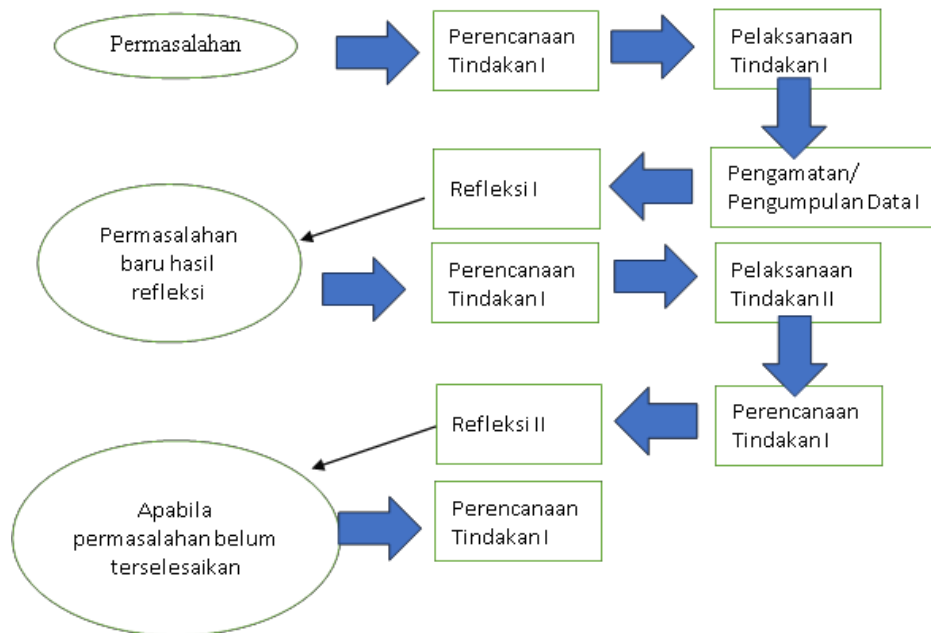 Permasalahan
Perencanaan
Tindakan I
Pelaksanaan
Tindakan I
Pengamatan/
Pengumpulan Data I
Refleksi I
Permasalahan
baru hasil
refleksi
Perencanaan
Tindakan I
Pelaksanaan
Tindakan II
Perencanaan
Tindakan I
Refleksi II
Apabila
permasalahan belum
terselesaikan
Perencanaan
Tindakan I